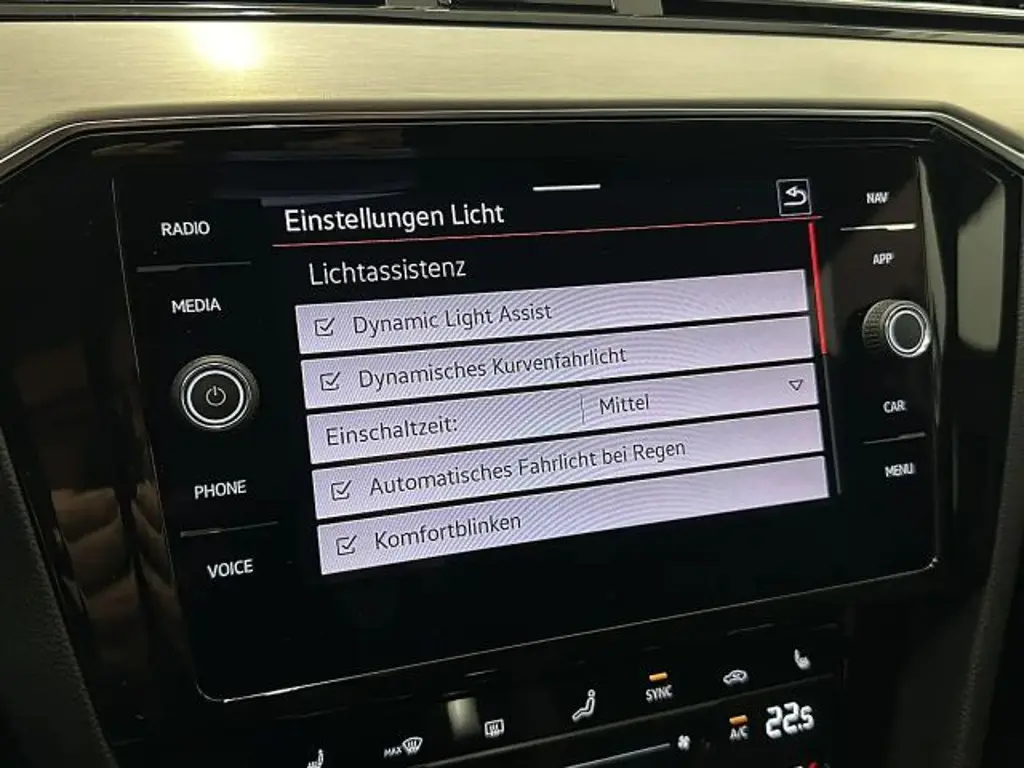 RADIO
MEDIA
PHONE
VOICE
Einstellungen Licht
Lichtassistenz
Dynamic Light Assist
Dynamisches Kurvenfahrlicht
Einschaltzeit: Mittel
Automatisches Fahrlicht bei Regen
Komfortblinken
NAV
APP
CAR
MENU
MAX
SYNC
A/C
22.5